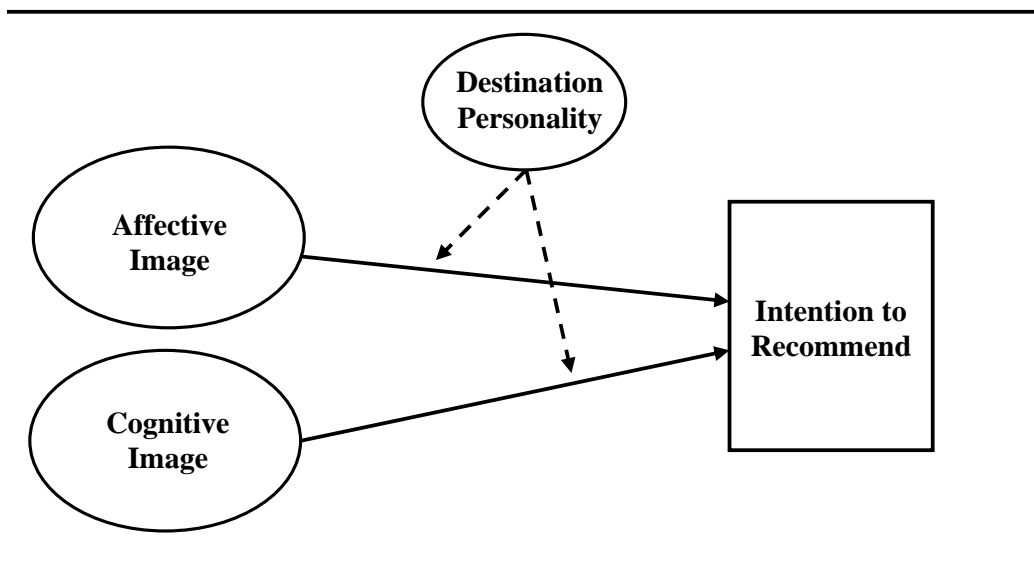 Destination
Personality
Affective
Image
Intention to
Recommend
Cognitive
Image